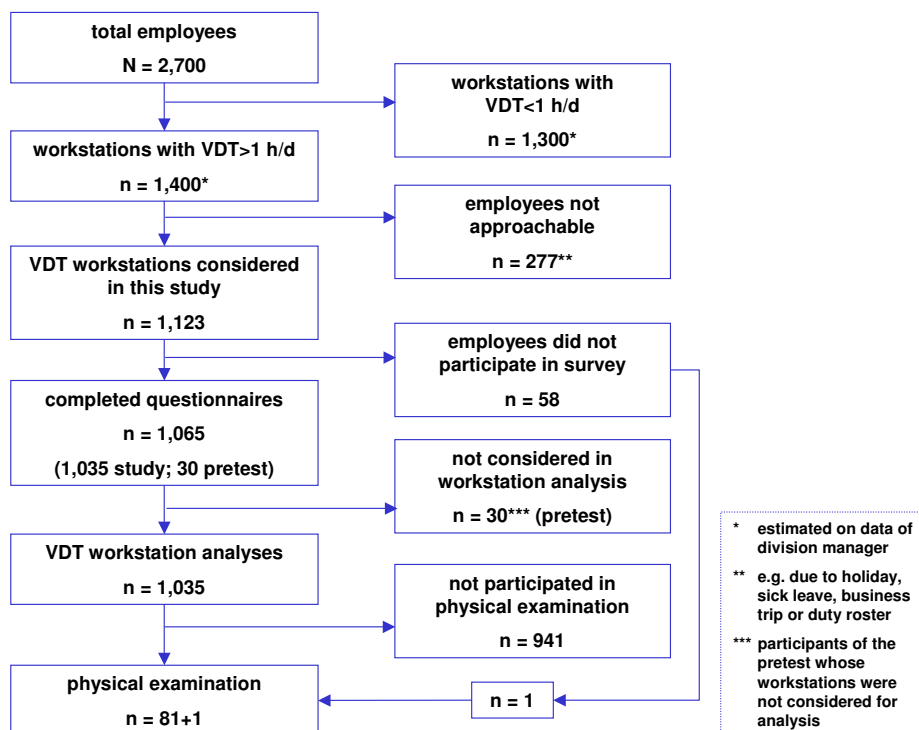 total employees
N = 2,700
workstations with
VDT<1 h/d
n = 1,300*
workstations with VDT>1 h/d
n = 1,400*
employees not
approachable
n = 277**
VDT workstations considered
in this study
n = 1,123
employees did not
participate in survey
n = 58
completed questionnaires
n = 1,065
(1,035 study; 30 pretest)
not considered in
workstation analysis
n = 30*** (pretest)
VDT workstation analyses
n = 1,035
not participated in
physical examination
n = 941
physical examination
n = 81+1
n = 1
* estimated on data of
division manager
** e.g. due to holiday,
sick leave, business
trip or duty roster
*** participants of the
pretest whose
workstations were
not considered for
analysis